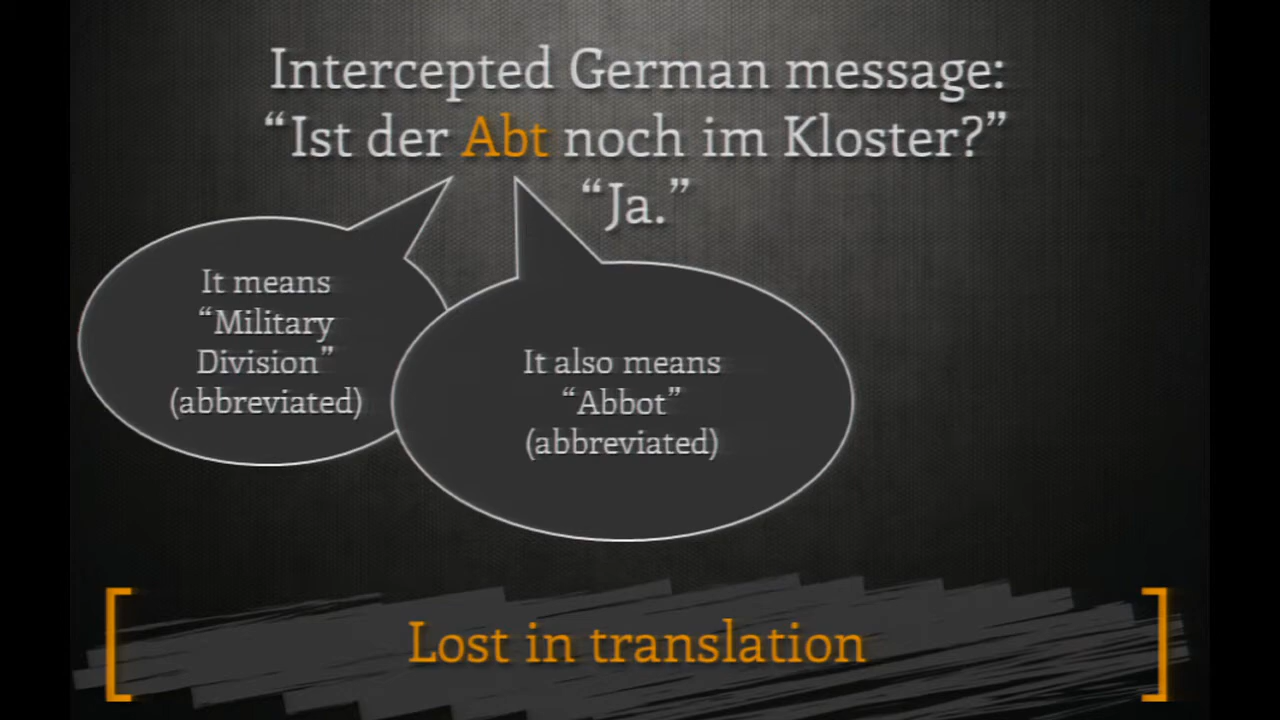 Intercepted German message:
“Ist der Abt noch im Kloster?”
“Ja.”
It means
“Military
Division”
(abbreviated)
It also means
“Abbot”
(abbreviated)
Lost in translation